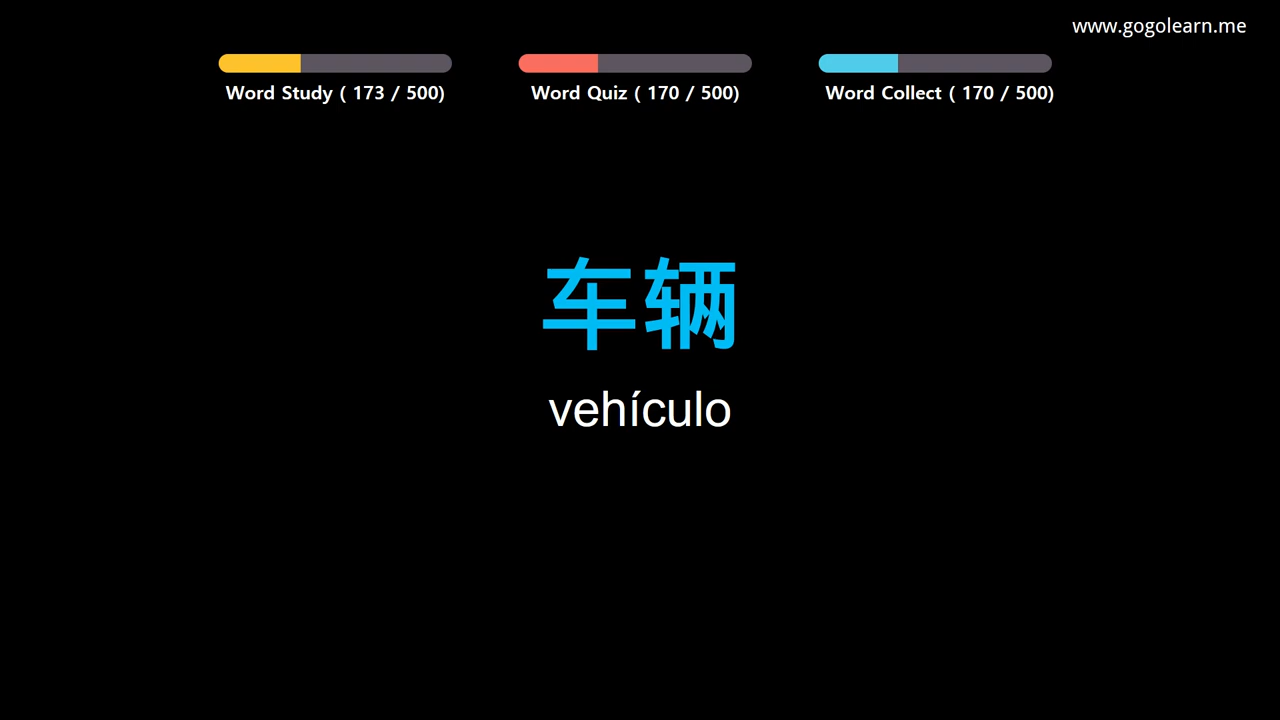 www.gogolearn.me
Word Study ( 173 / 500)
Word Quiz ( 170 / 500)
Word Collect ( 170 / 500)
车辆
vehículo